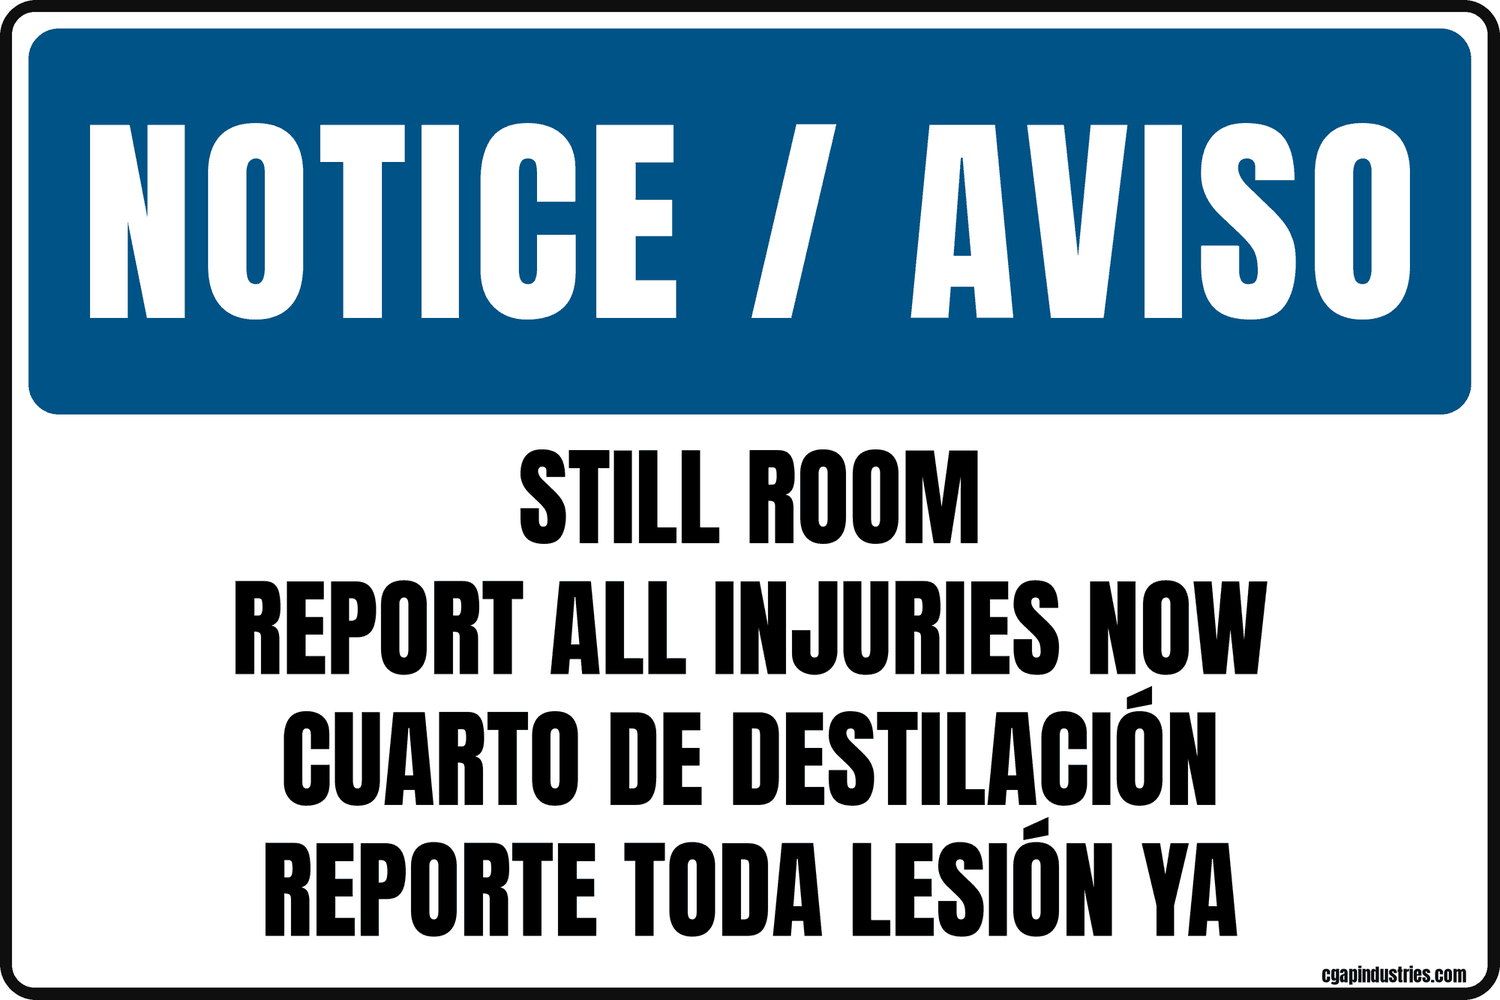 NOTICE / AVISO
STILL ROOM
REPORT ALL INJURIES NOW
CUARTO DE DESTILACIÓN
REPORTE TODA LESIÓN YA
cgapindustries.com